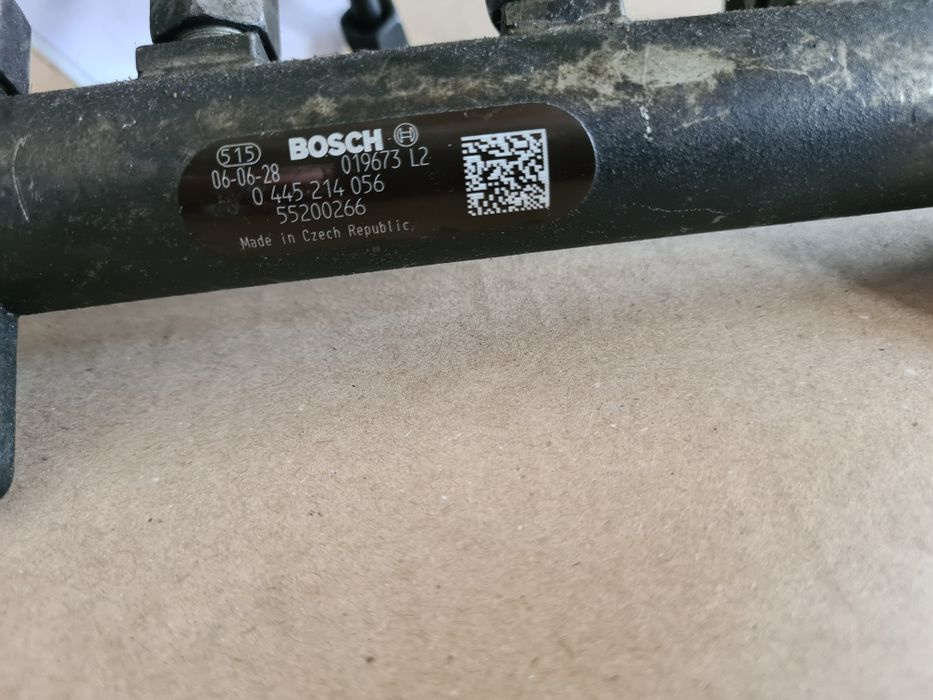 515 BOSCH
06-06-28 019673 L2
0 445 214 056
55200266
Made in Czech Republic